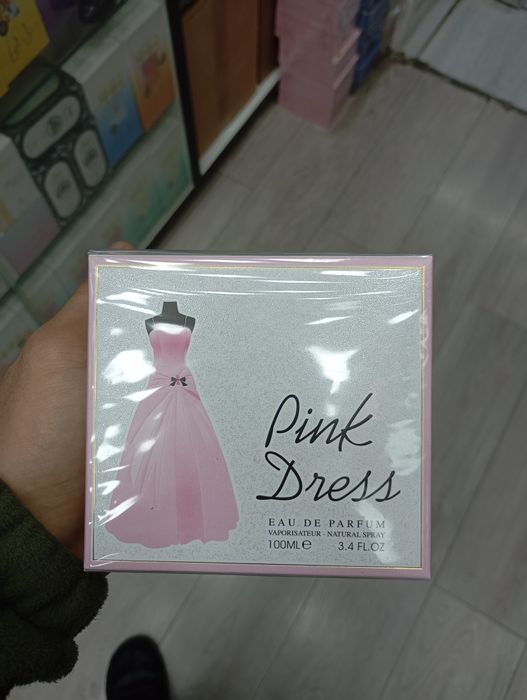 Pink
Dress
EAU DE PARFUM
VAPORISATEUR - NATURAL SPRAY
100ML℮ 3.4 FL.OZ